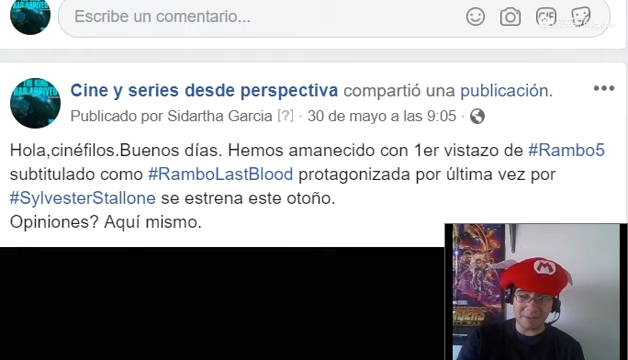 Escribe un comentario...
Cine y series desde perspectiva compartió una publicación.
Publicado por Sidartha Garcia [?] · 30 de mayo a las 9:05 ·
Hola,cinéfilos.Buenos días. Hemos amanecido con 1er vistazo de #Rambo5
subtitulado como #RamboLastBlood protagonizada por última vez por
#SylvesterStallone se estrena este otoño.
Opiniones? Aquí mismo.
GIF
M